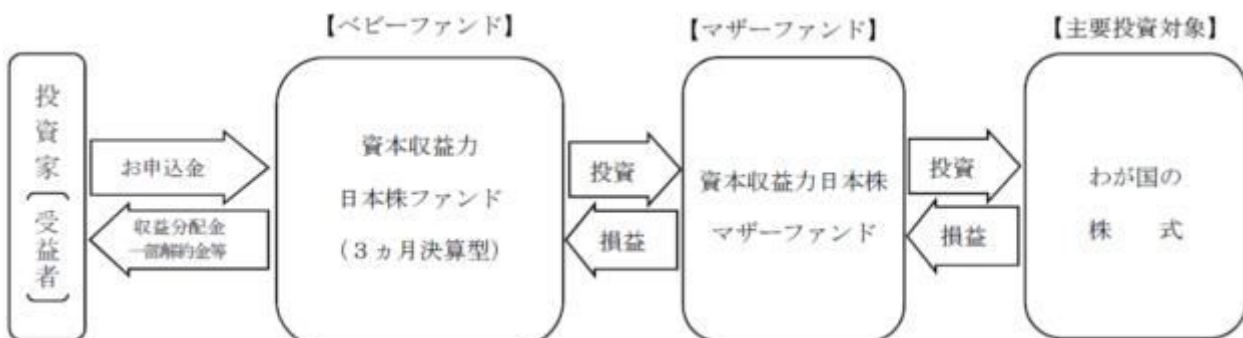 【ベビーファンド】
【マザーファンド】
【主要投資対象】
投資家
(受益者)
お申込金
収益分配金
一部解約金等
資本収益力
日本株ファンド
(3ヵ月決算型)
投資
損益
資本収益力日本株
マザーファンド
投資
損益
わが国の
株 式